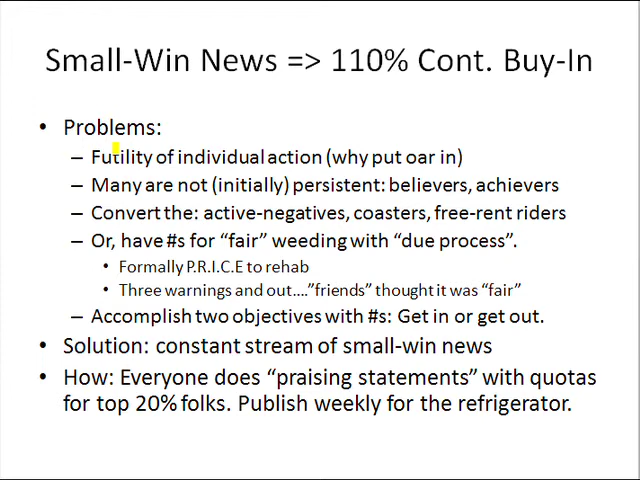 Small-Win News => 110% Cont. Buy-In
• Problems:
– Futility of individual action (why put oar in)
– Many are not (initially) persistent: believers, achievers
– Convert the: active-negatives, coasters, free-rent riders
– Or, have #s for “fair” weeding with “due process”.
• Formally P.R.I.C.E to rehab
• Three warnings and out....”friends” thought it was “fair”
– Accomplish two objectives with #s: Get in or get out.
• Solution: constant stream of small-win news
• How: Everyone does “praising statements” with quotas
for top 20% folks. Publish weekly for the refrigerator.